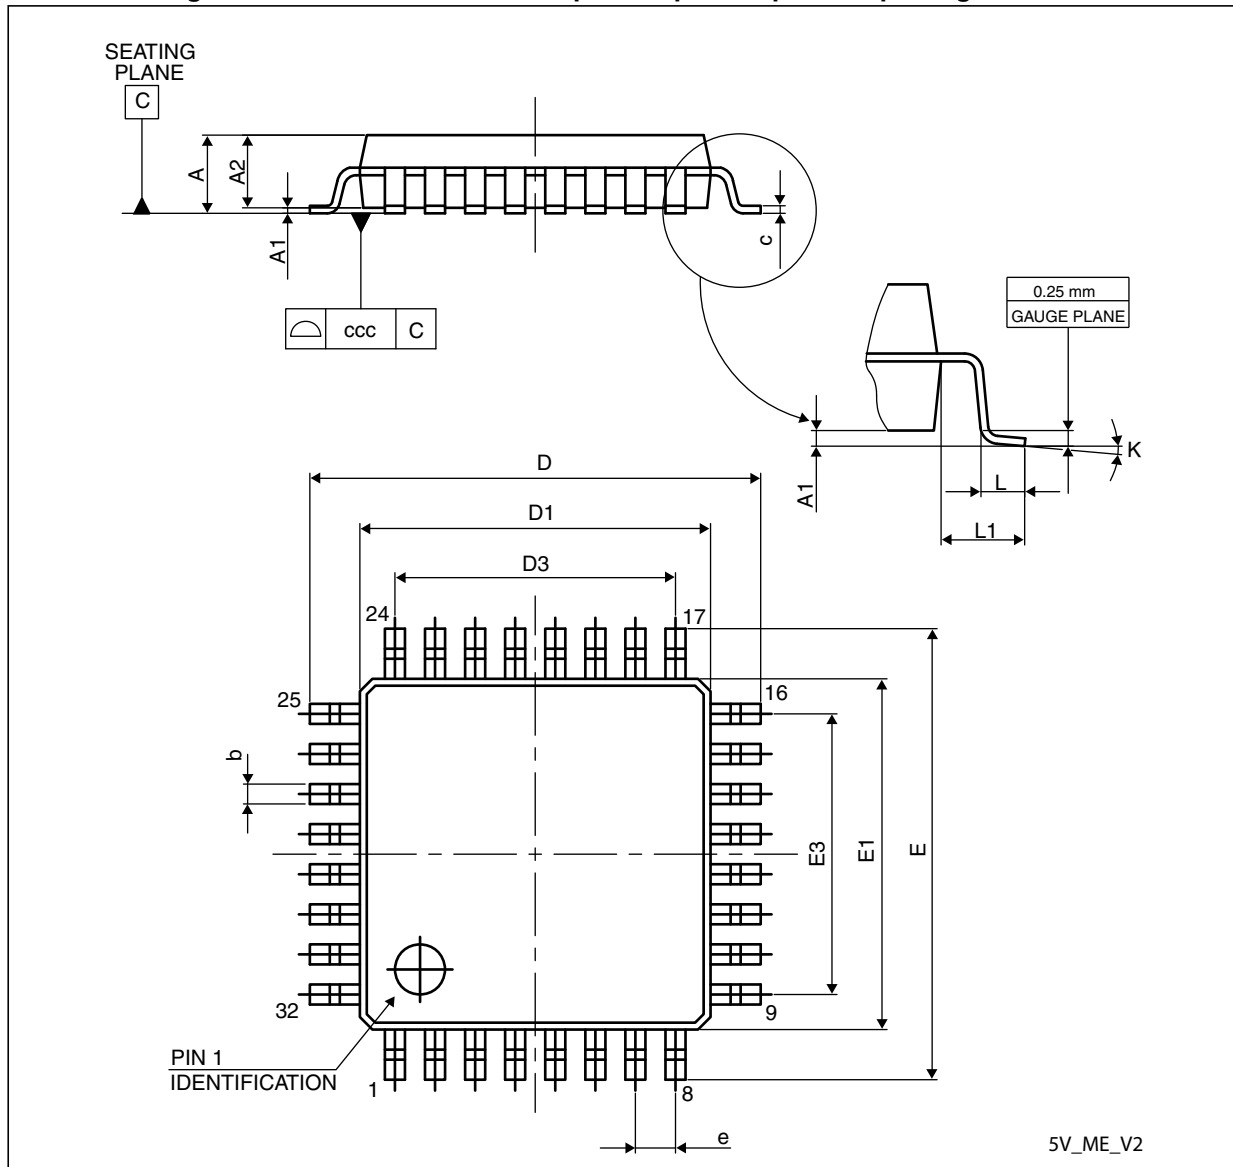 SEATING
PLANE
C
A
A2
A1
c
ccc
C
0.25 mm
GAUGE PLANE
A1
K
L
L1
D
D1
D3
24
17
25
16
b
E3
E1
E
32
9
PIN 1
IDENTIFICATION
1
8
e
5V_ME_V2